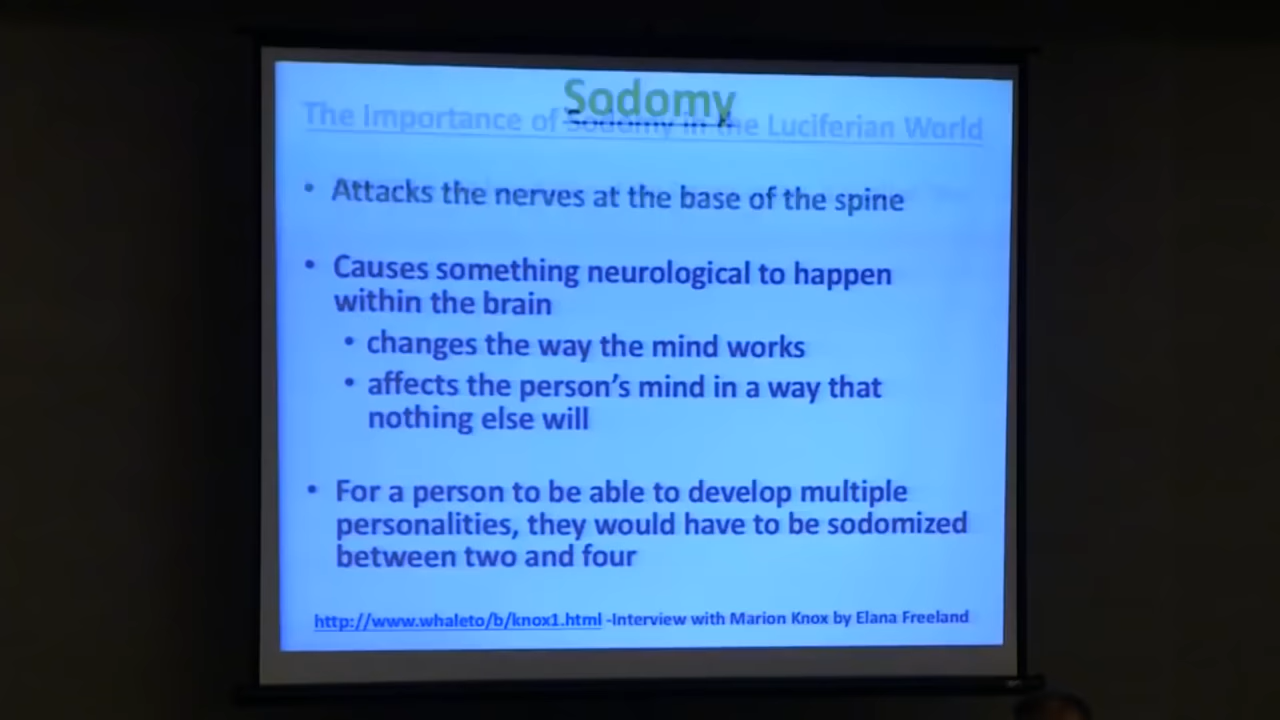 Sodomy
The Importance of Sodomy in the Luciferian World
• Attacks the nerves at the base of the spine
• Causes something neurological to happen
within the brain
• changes the way the mind works
• affects the person's mind in a way that
nothing else will
• For a person to be able to develop multiple
personalities, they would have to be sodomized
between two and four
http://www.whaleto/b/knox1.html -Interview with Marion Knox by Elana Freeland